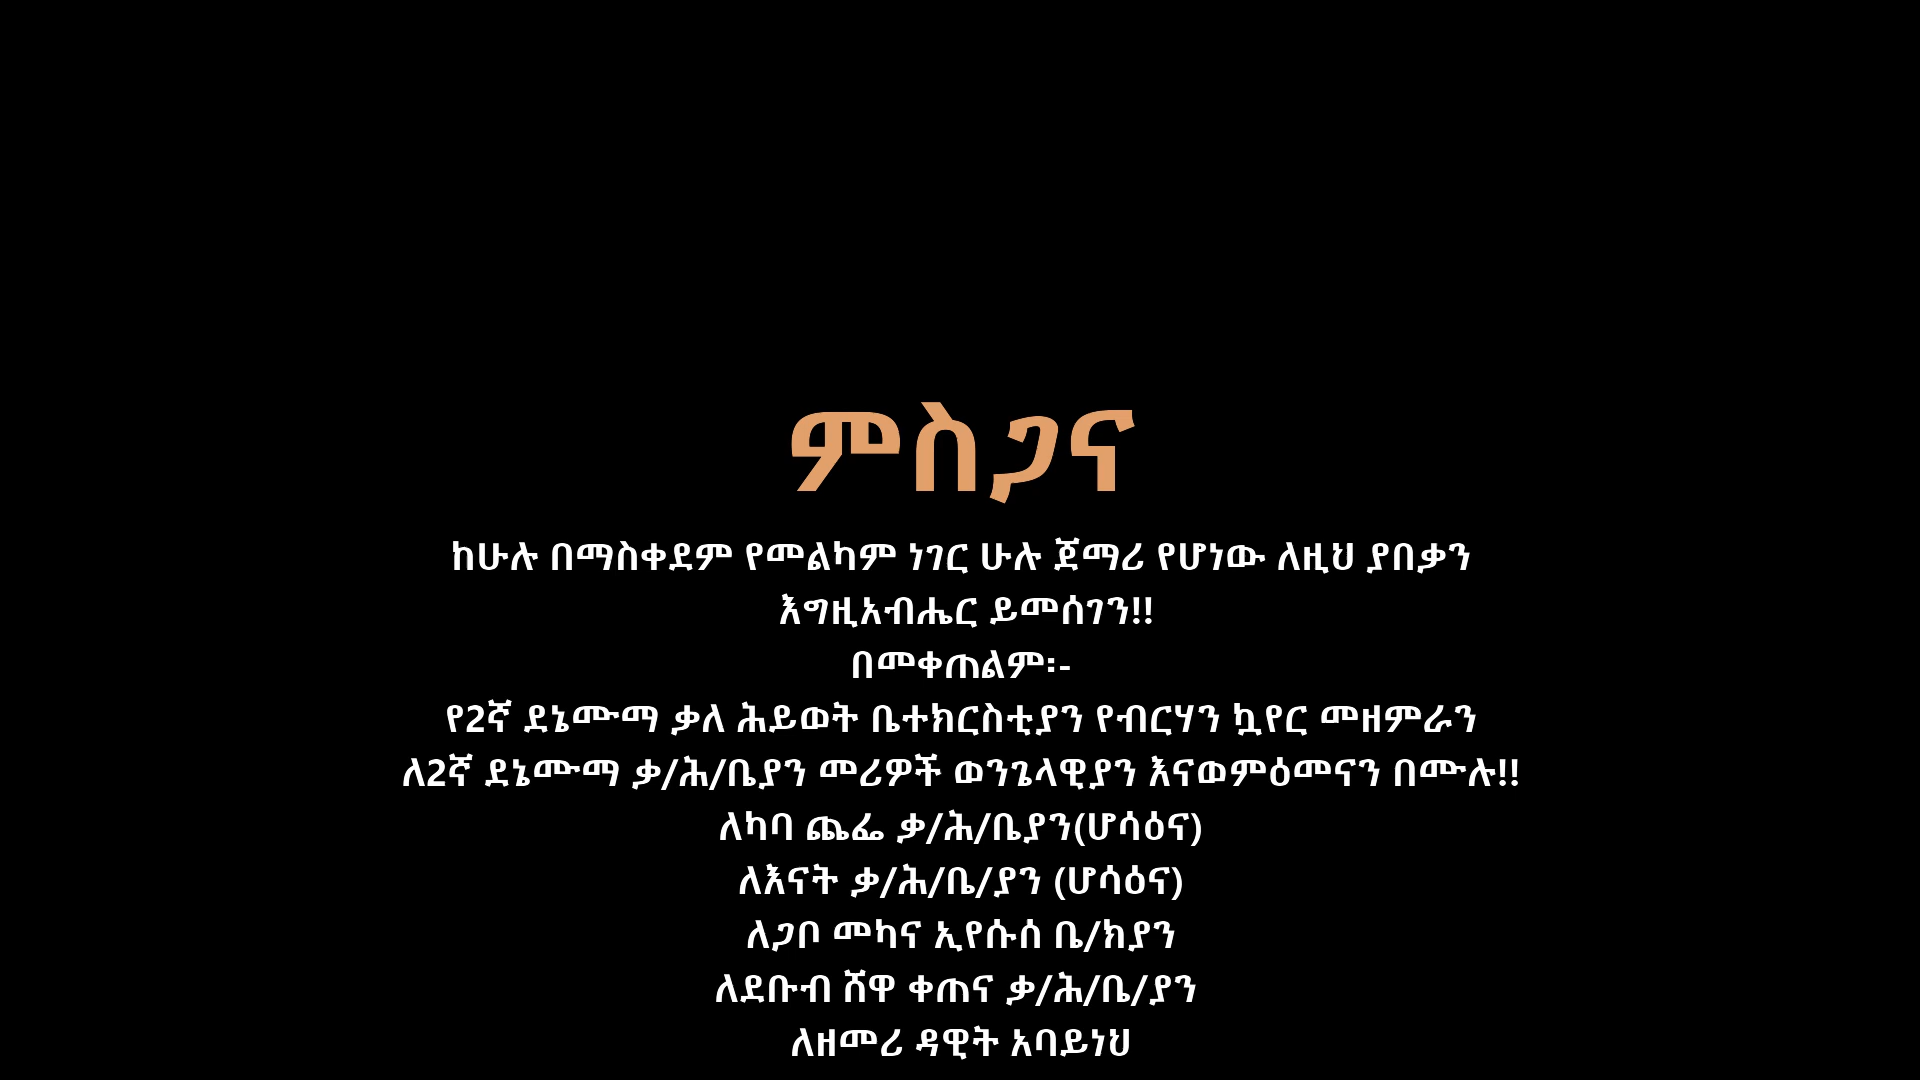 ምስጋና
ከሁሉ በማስቀደም የመልካም ነገር ሁሉ ጀማሪ የሆነው ለዚህ ያበቃን
እግዚአብሔር ይመሰገን!!
በመቀጠልም፡-
የ2ኛ ደኔሙማ ቃለ ሕይወት ቤተክርስቲያን የብርሃን ኳየር መዘምራን
ለ2ኛ ደኔሙማ ቃ/ሕ/ቤያን መሪዎች ወንጌላዊያን እናወምዕመናን በሙሉ!!
ለካባ ጨፌ ቃ/ሕ/ቤያን(ሆሳዕና)
ለእናት ቃ/ሕ/ቤ/ያን (ሆሳዕና)
ለጋቦ መካና ኢየሱሰ ቤ/ክያን
ለደቡብ ሸዋ ቀጠና ቃ/ሕ/ቤ/ያን
ለዘመሪ ዳዊት አባይነህ